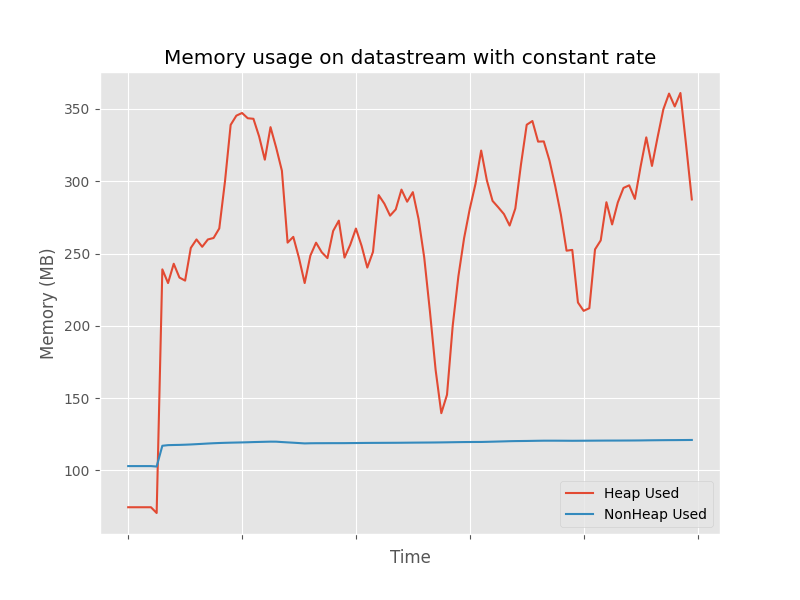 Memory usage on datastream with constant rate
350
300
250
200
150
100
Memory (MB)
Heap Used
NonHeap Used
Time